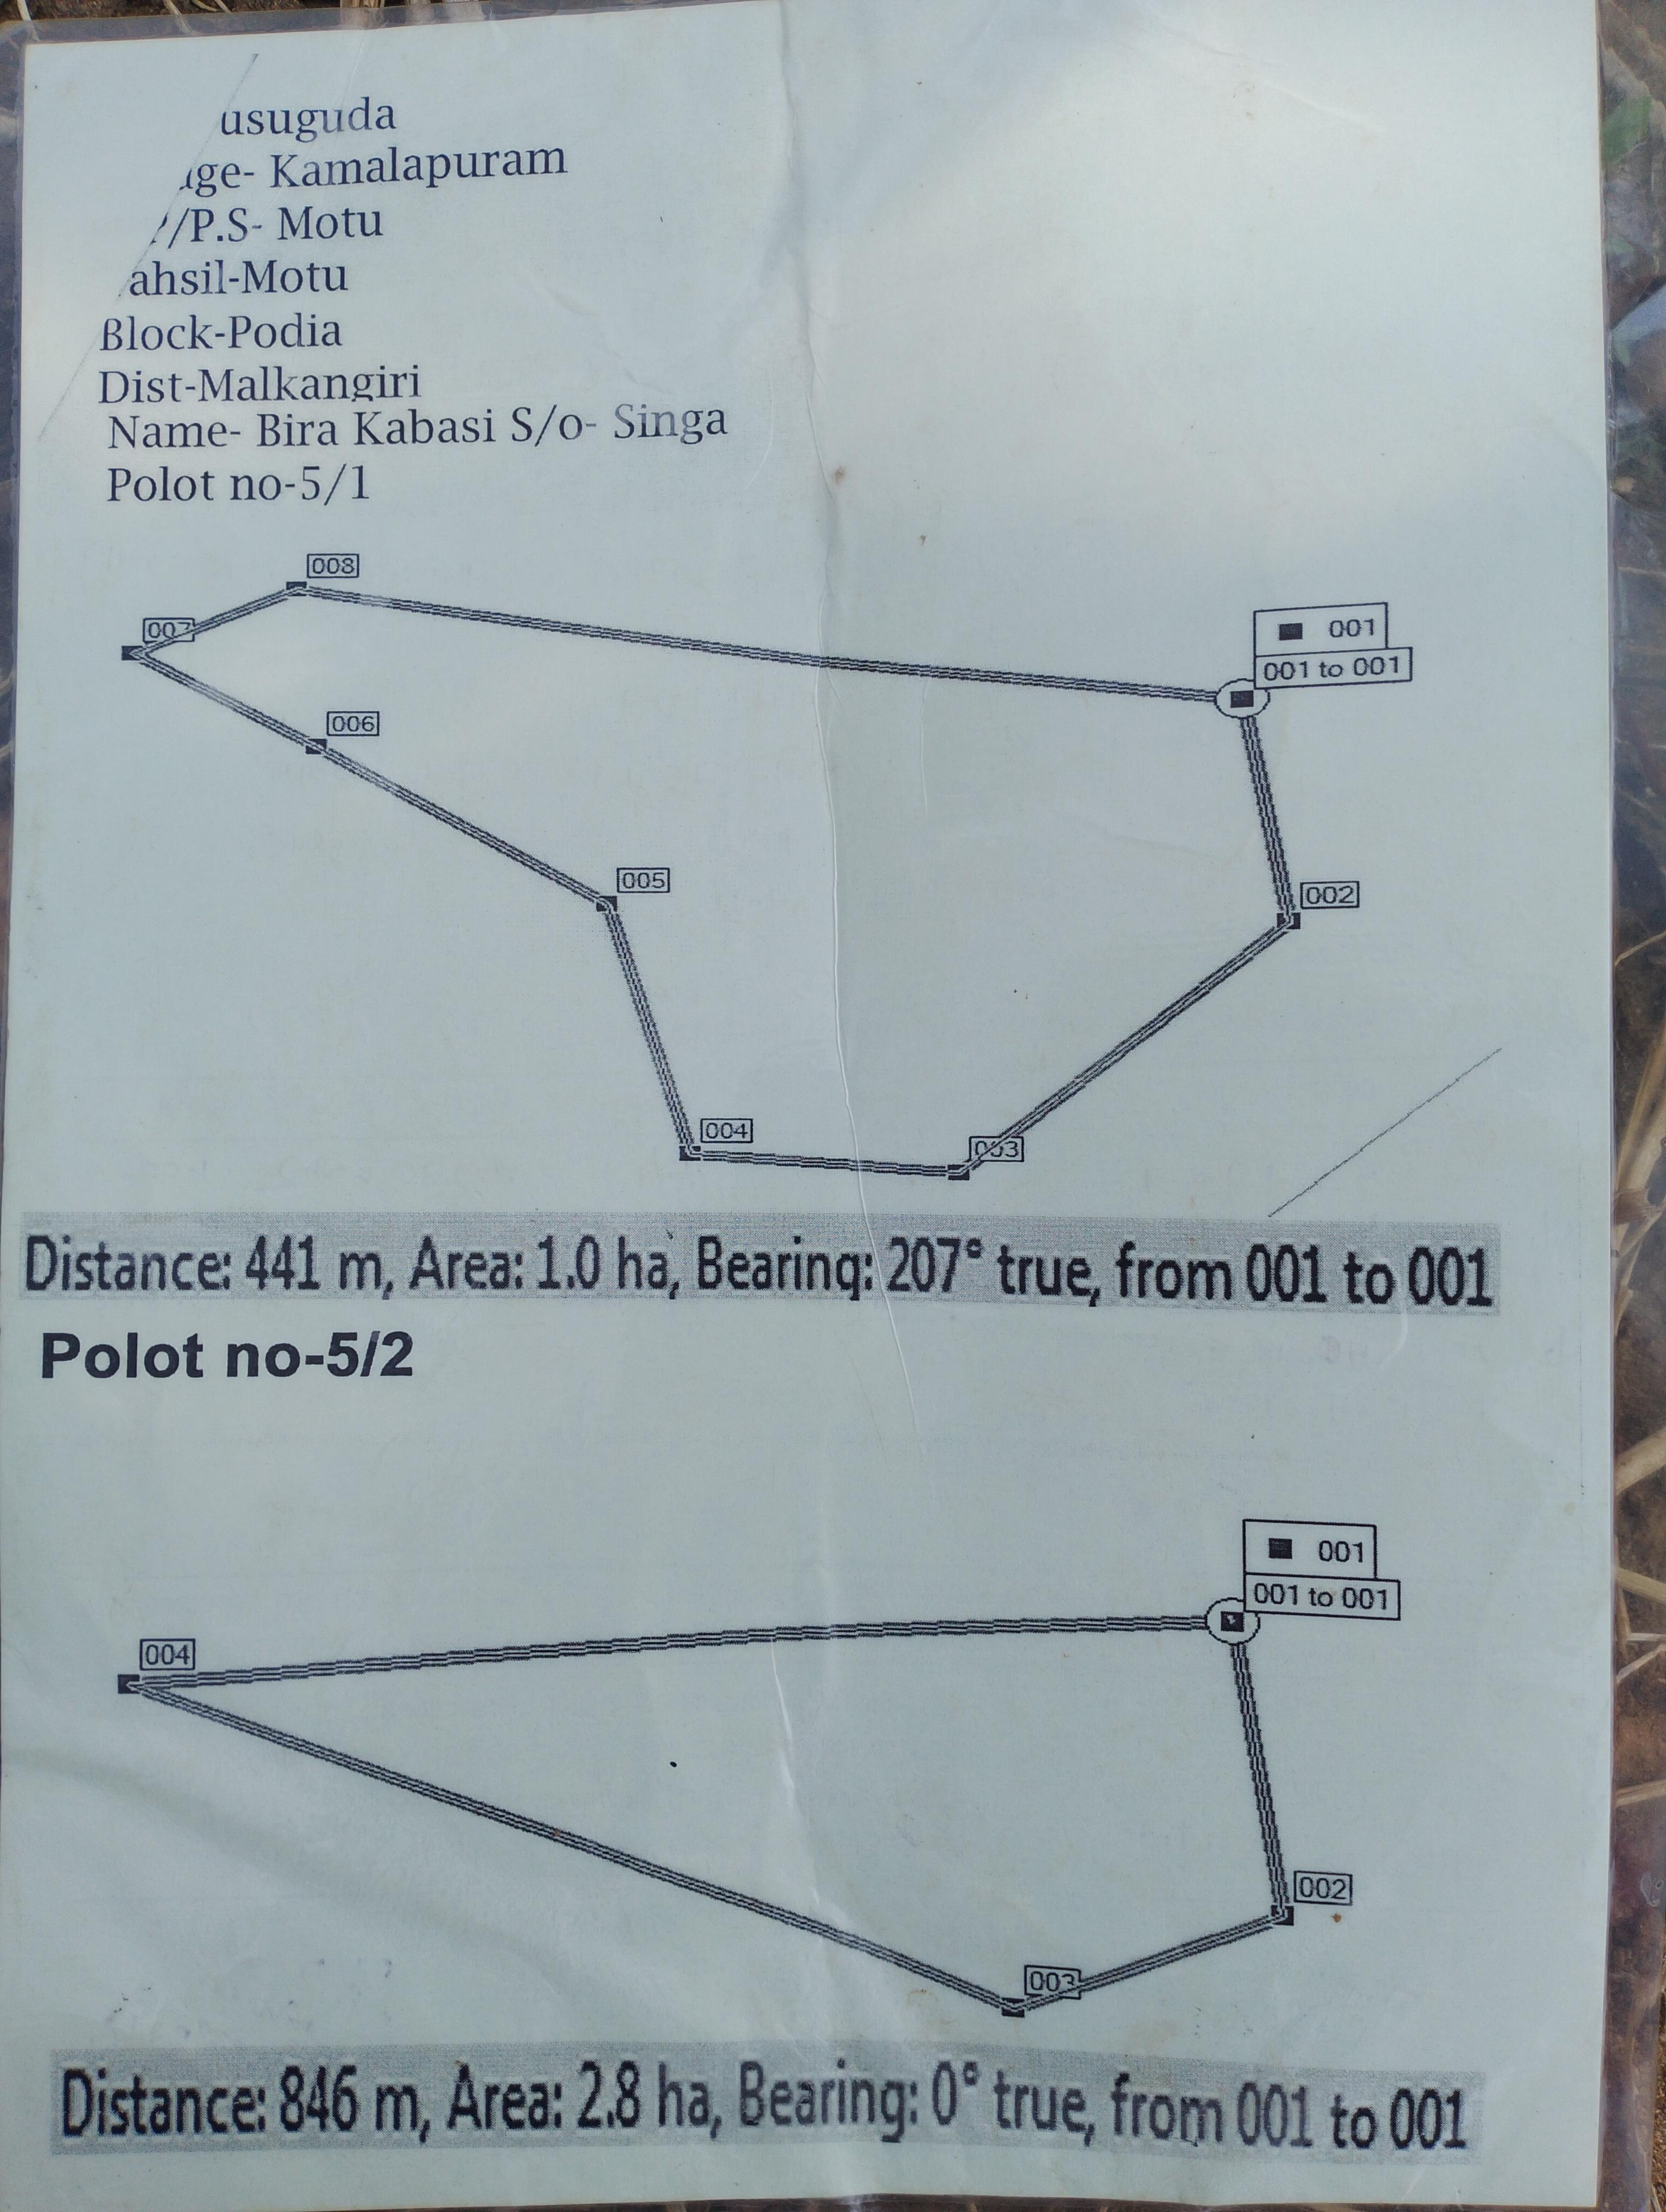 usuguda
ge- Kamalapuram
/P.S- Motu
ahsil-Motu
Block-Podia
Dist-Malkangiri
Name- Bira Kabasi S/o- Singa
Polot no-5/1
008
007
001
001 to 001
006
005
002
004
003
Distance: 441 m, Area: 1.0 ha, Bearing: 207° true, from 001 to 001
Polot no-5/2
001
001 to 001
004
002
003
Distance: 846 m, Area: 2.8 ha, Bearing: 0° true, from 001 to 001